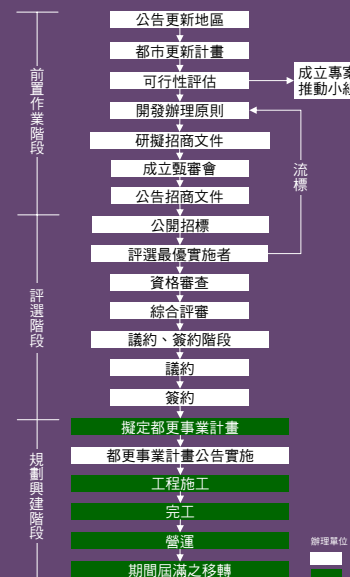 公告更新地區
都市更新計畫
可行性評估
成立專案
推動小組
開發辦理原則
研擬招商文件
成立甄審會
公告招商文件
前置作業階段
流標
公開招標
評選最優實施者
資格審查
綜合評審
議約、簽約階段
議約
簽約
評選階段
擬定都更事業計畫
都更事業計畫公告實施
工程施工
完工
營運
期間屆滿之移轉
規劃興建階段
辦理單位